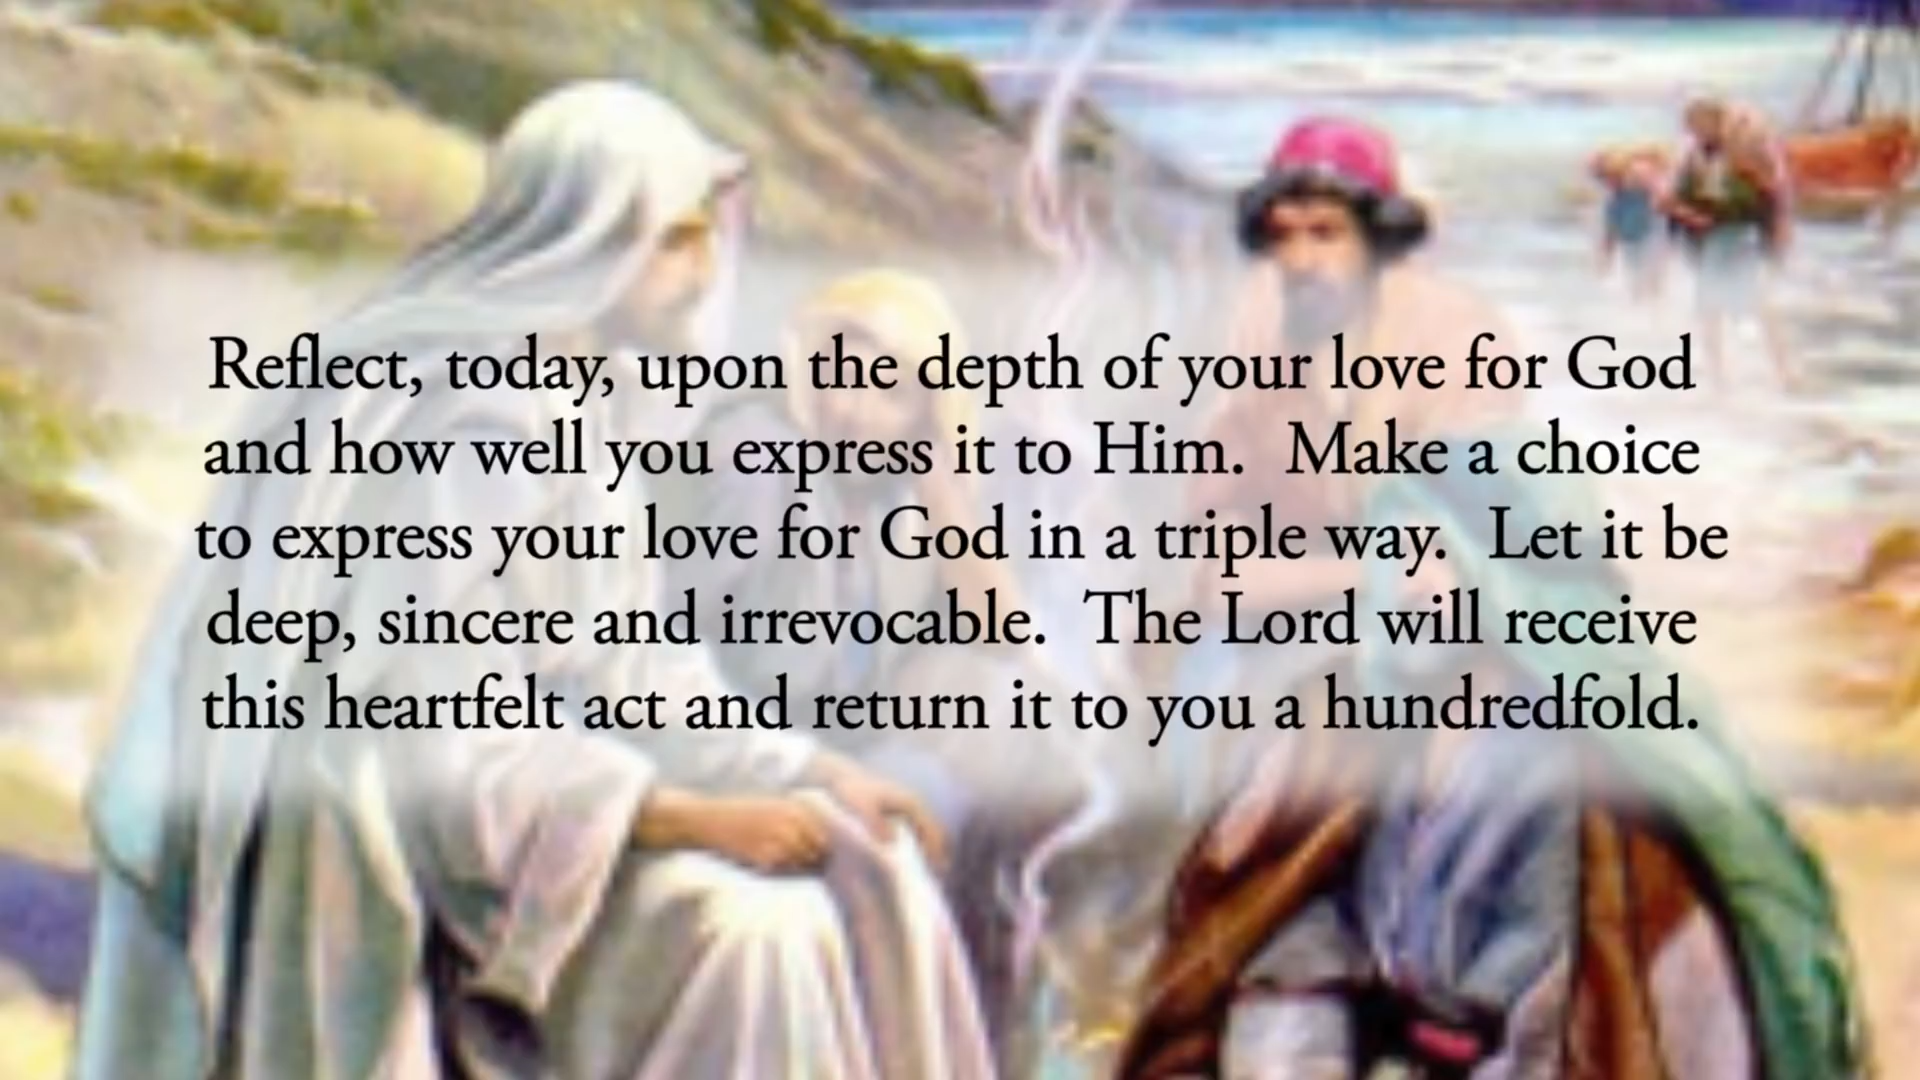 Reflect, today, upon the depth of your love for God
and how well you express it to Him.  Make a choice
to express your love for God in a triple way.  Let it be
deep, sincere and irrevocable.  The Lord will receive
this heartfelt act and return it to you a hundredfold.